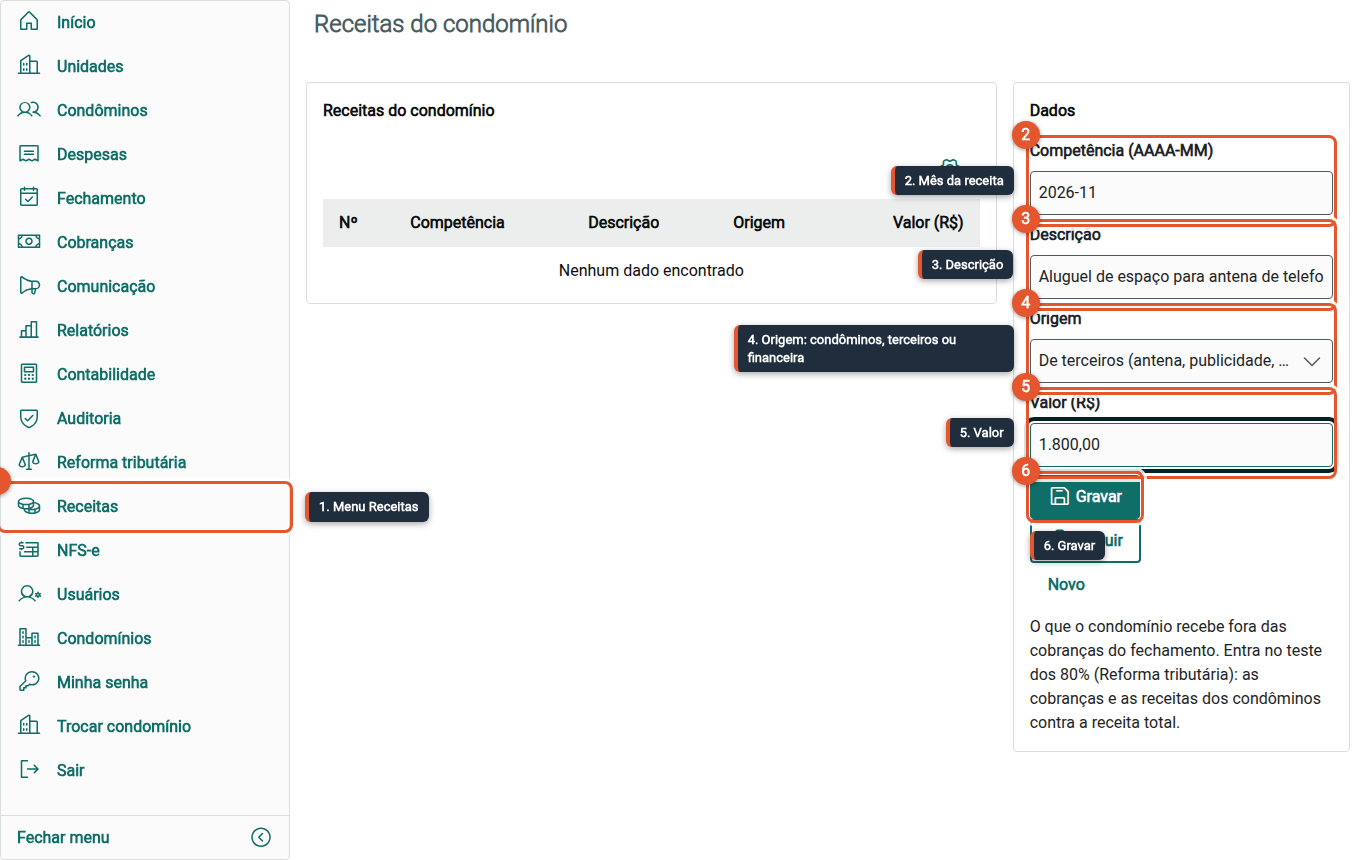 Início
Unidades
Condôminos
Despesas
Fechamento
Cobranças
Comunicação
Relatórios
Contabilidade
Auditoria
Reforma tributária
Receitas
NFS-e
Usuários
Condomínios
Minha senha
Trocar condomínio
Sair
Fechar menu
1. Menu Receitas
Receitas do condomínio
Receitas do condomínio
Nº Competência Descrição Origem Valor (R$)
Nenhum dado encontrado
2. Mês da receita
3. Descrição
4. Origem: condôminos, terceiros ou
financeira
5. Valor
Dados
2
Competência (AAAA-MM)
2026-11
3
Descrição
Aluguel de espaço para antena de telefo
4
Origem
De terceiros (antena, publicidade, ...
5
Valor (R$)
1.800,00
6
Gravar
6. Gravar
Novo
O que o condomínio recebe fora das
cobranças do fechamento. Entra no teste
dos 80% (Reforma tributária): as
cobranças e as receitas dos condôminos
contra a receita total.